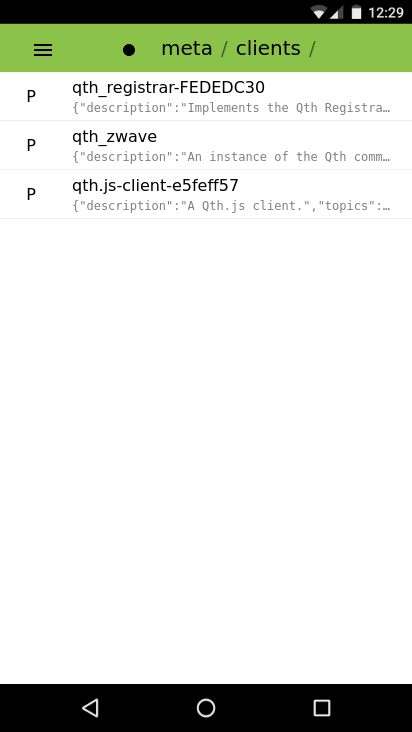 12:29
meta / clients /
P
qth_registrar-FEDEDC30
{"description":"Implements the Qth Registra…
P
qth_zwave
{"description":"An instance of the Qth comm…
P
qth.js-client-e5feff57
{"description":"A Qth.js client.","topics":…